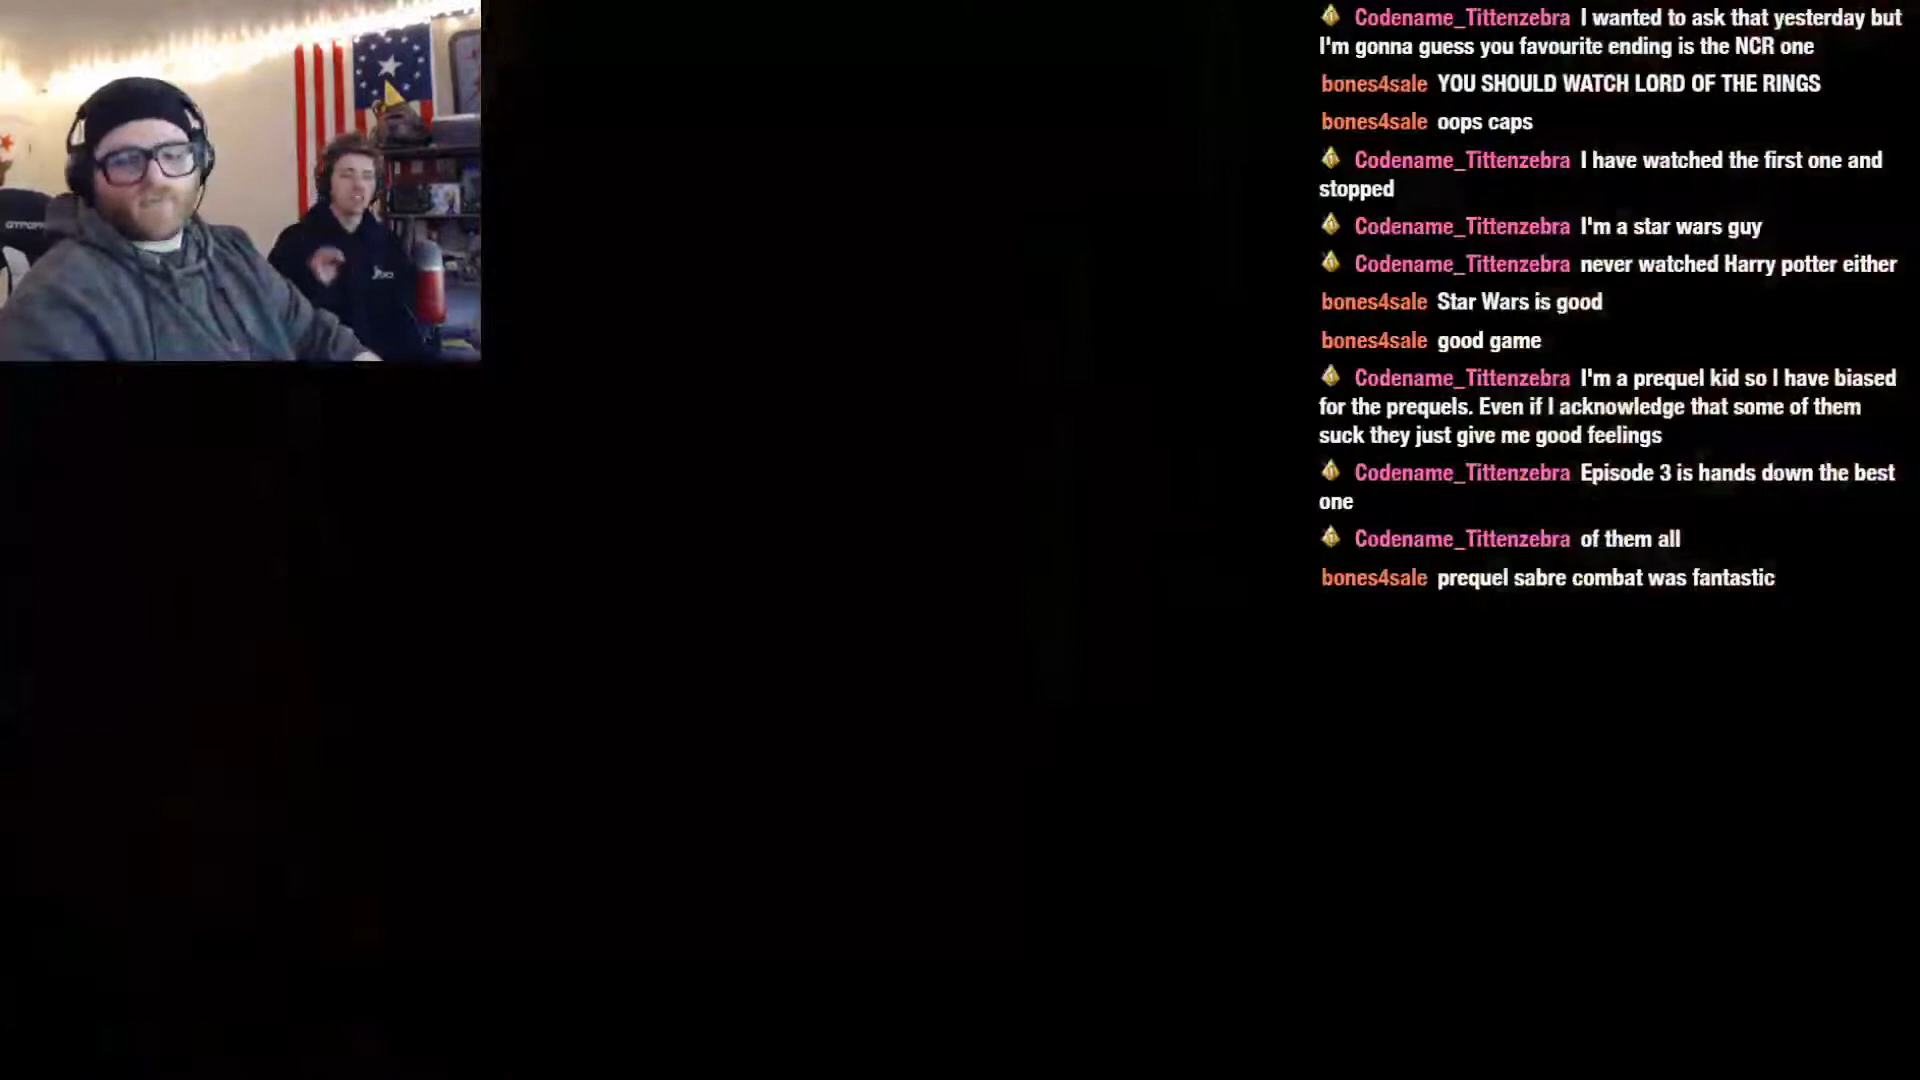 Codename_Tittenzebra I wanted to ask that yesterday but
I'm gonna guess you favourite ending is the NCR one
bones4sale YOU SHOULD WATCH LORD OF THE RINGS
bones4sale oops caps
Codename_Tittenzebra I have watched the first one and
stopped
Codename_Tittenzebra I'm a star wars guy
Codename_Tittenzebra never watched Harry potter either
bones4sale Star Wars is good
bones4sale good game
Codename_Tittenzebra I'm a prequel kid so I have biased
for the prequels. Even if I acknowledge that some of them
suck they just give me good feelings
Codename_Tittenzebra Episode 3 is hands down the best
one
Codename_Tittenzebra of them all
bones4sale prequel sabre combat was fantastic